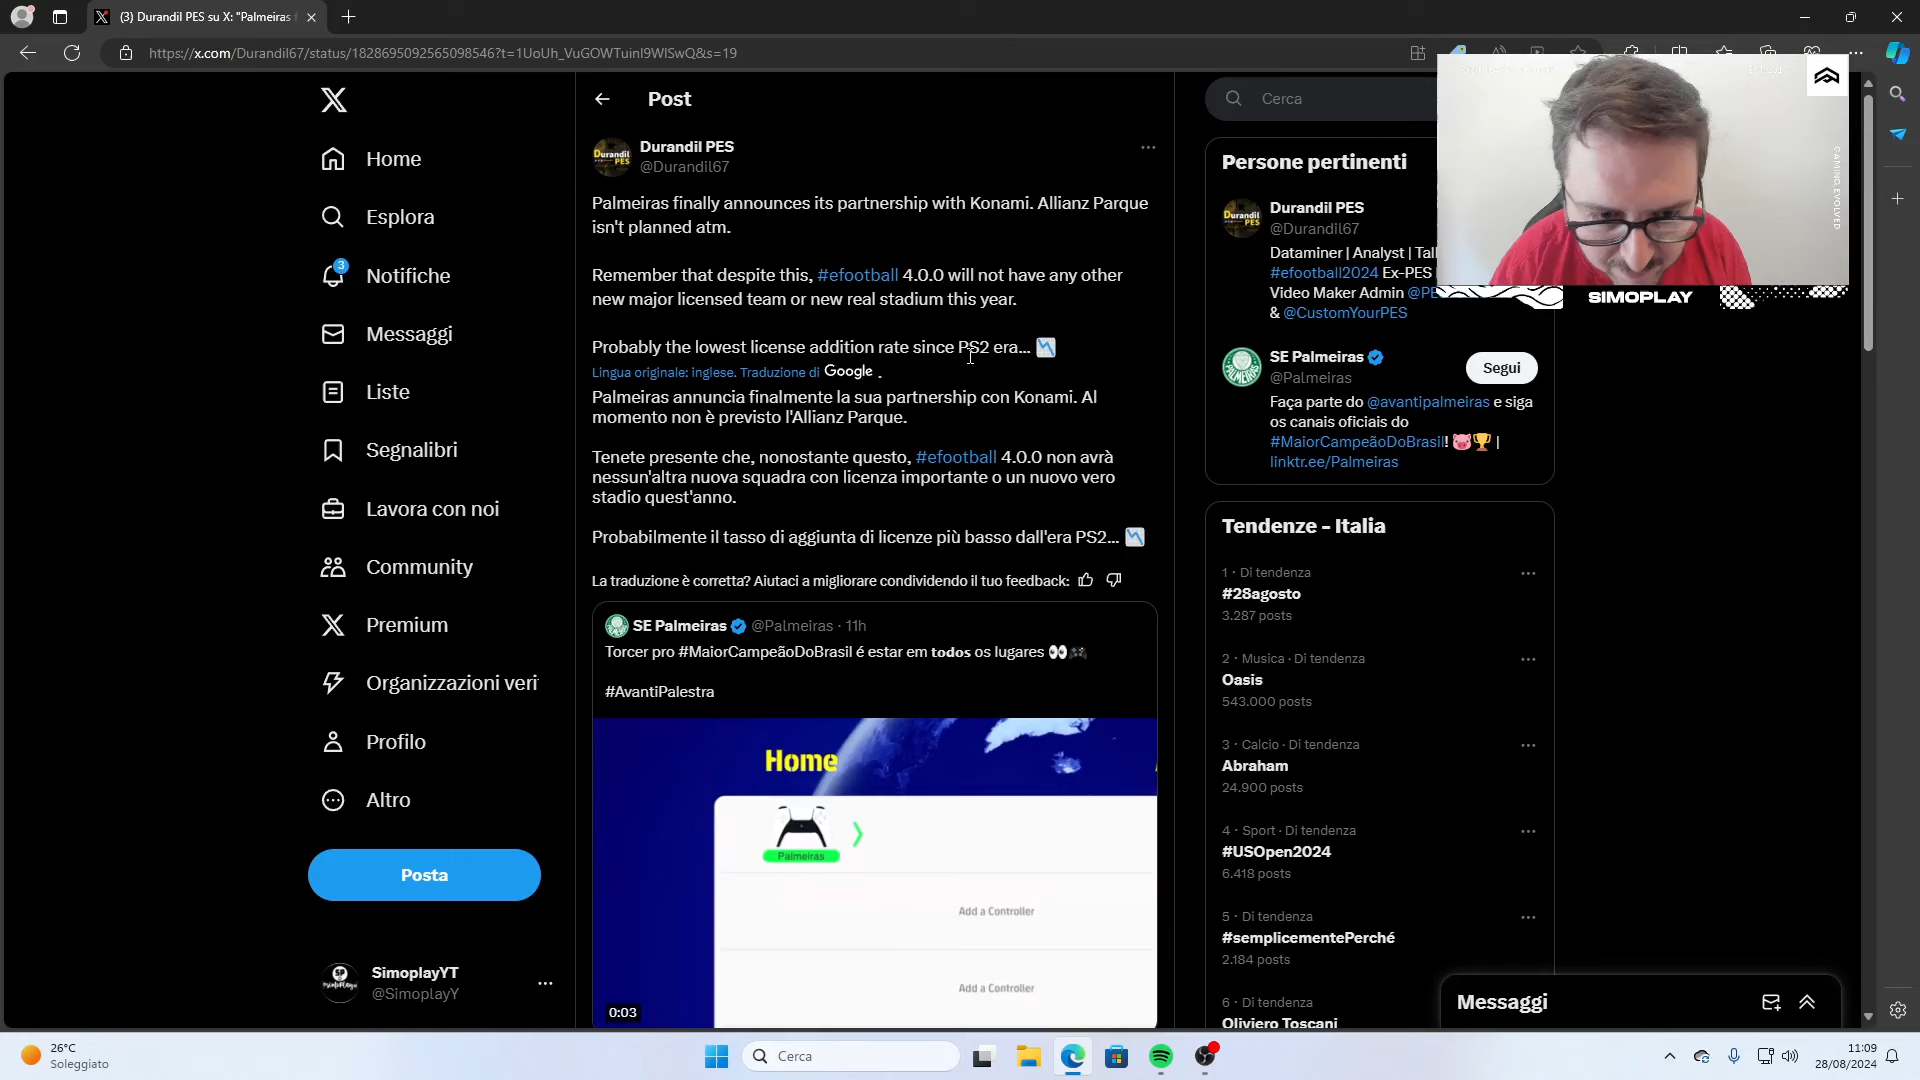 (3) Durandil PES su X: "Palmeiras f
https://x.com/Durandil67/status/1828695092565098546?t=1UoUh_VuGOWTuinI9WlSwQ&s=19
Home
Esplora
3
Notifiche
Messaggi
Liste
Segnalibri
Lavora con noi
Community
Premium
Organizzazioni veri
Profilo
Altro
Posta
SimoplayYT
@SimoplayY
Post
Durandil PES
@Durandil67
Palmeiras finally announces its partnership with Konami. Allianz Parque
isn't planned atm.
Remember that despite this, #efootball 4.0.0 will not have any other
new major licensed team or new real stadium this year.
Probably the lowest license addition rate since PS2 era...
Lingua originale: inglese. Traduzione di Google .
Palmeiras annuncia finalmente la sua partnership con Konami. Al
momento non è previsto l'Allianz Parque.
Tenete presente che, nonostante questo, #efootball 4.0.0 non avrà
nessun'altra nuova squadra con licenza importante o un nuovo vero
stadio quest'anno.
Probabilmente il tasso di aggiunta di licenze più basso dall'era PS2...
La traduzione è corretta? Aiutaci a migliorare condividendo il tuo feedback:
SE Palmeiras @Palmeiras · 11h
Torcer pro #MaiorCampeãoDoBrasil é estar em todos os lugares
#AvantiPalestra
Home
Palmeiras
Add a Controller
Add a Controller
0:03
Cerca
Persone pertinenti
Durandil PES
@Durandil67
Dataminer | Analyst | Tal
#efootball2024 Ex-PES
Video Maker Admin @PE
& @CustomYourPES
SE Palmeiras
@Palmeiras
Segui
Faça parte do @avantipalmeiras e siga
os canais oficiais do
#MaiorCampeãoDoBrasil! |
linktr.ee/Palmeiras
Tendenze - Italia
1 · Di tendenza
#28agosto
3.287 posts
2 · Musica · Di tendenza
Oasis
543.000 posts
3 · Calcio · Di tendenza
Abraham
24.900 posts
4 · Sport · Di tendenza
#USOpen2024
6.418 posts
5 · Di tendenza
#semplicementePerché
2.184 posts
6 · Di tendenza
Oliviero Toscani
Messaggi
GAMING.EVOLVED
SIMOPLAY
26°C
Soleggiato
Cerca
11:09
28/08/2024